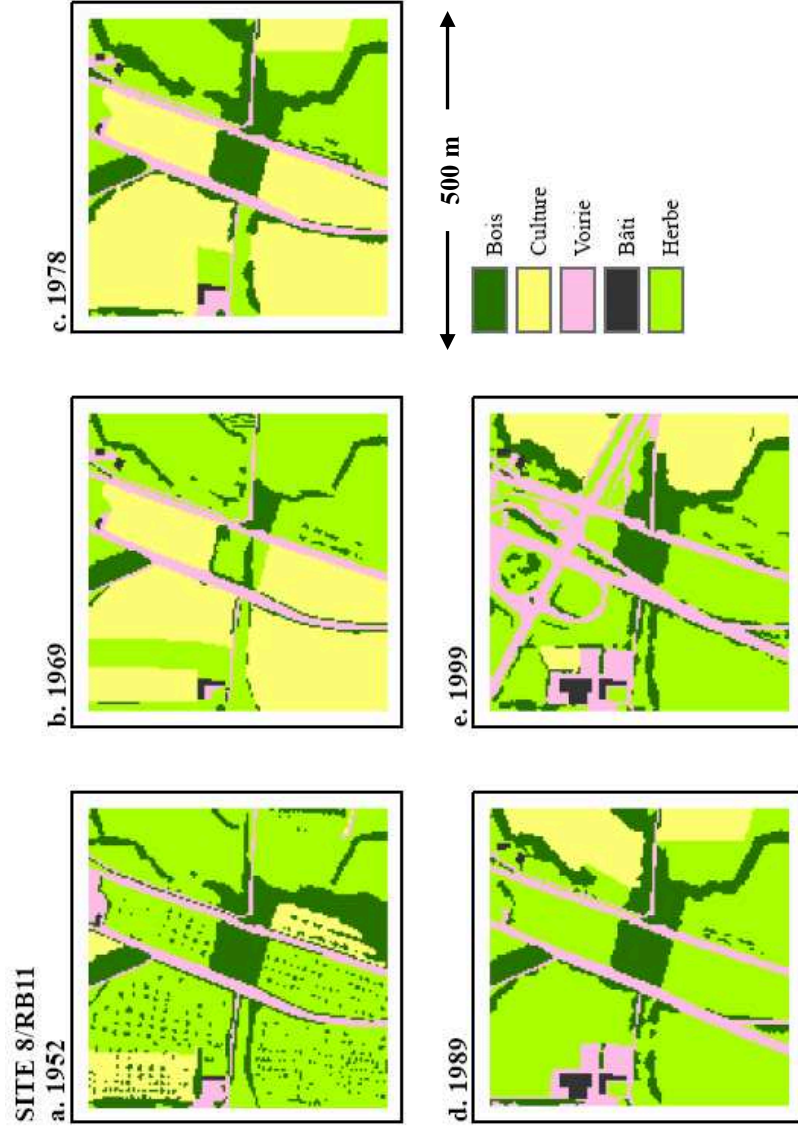 SITE 8/RB11
a. 1952
b. 1969
c. 1978
d. 1989
e. 1999
500 m
Bois
Culture
Voirie
Bâti
Herbe